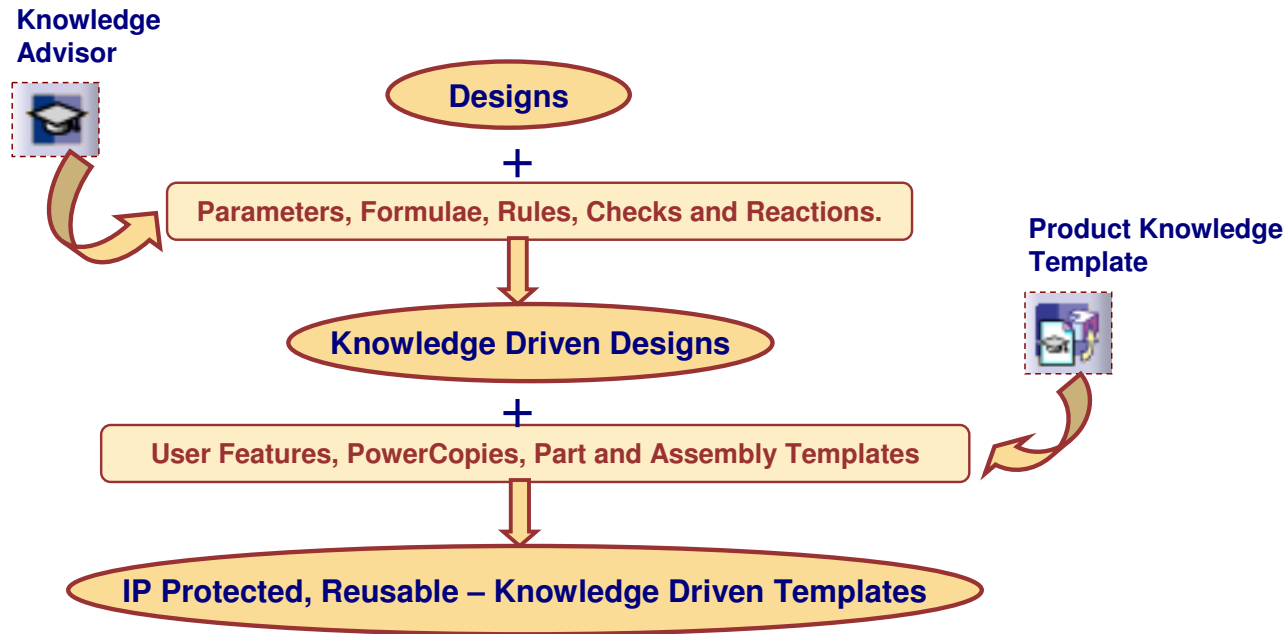 Knowledge
Advisor
Designs
+
Parameters, Formulae, Rules, Checks and Reactions.
Product Knowledge
Template
Knowledge Driven Designs
+
User Features, PowerCopies, Part and Assembly Templates
IP Protected, Reusable – Knowledge Driven Templates